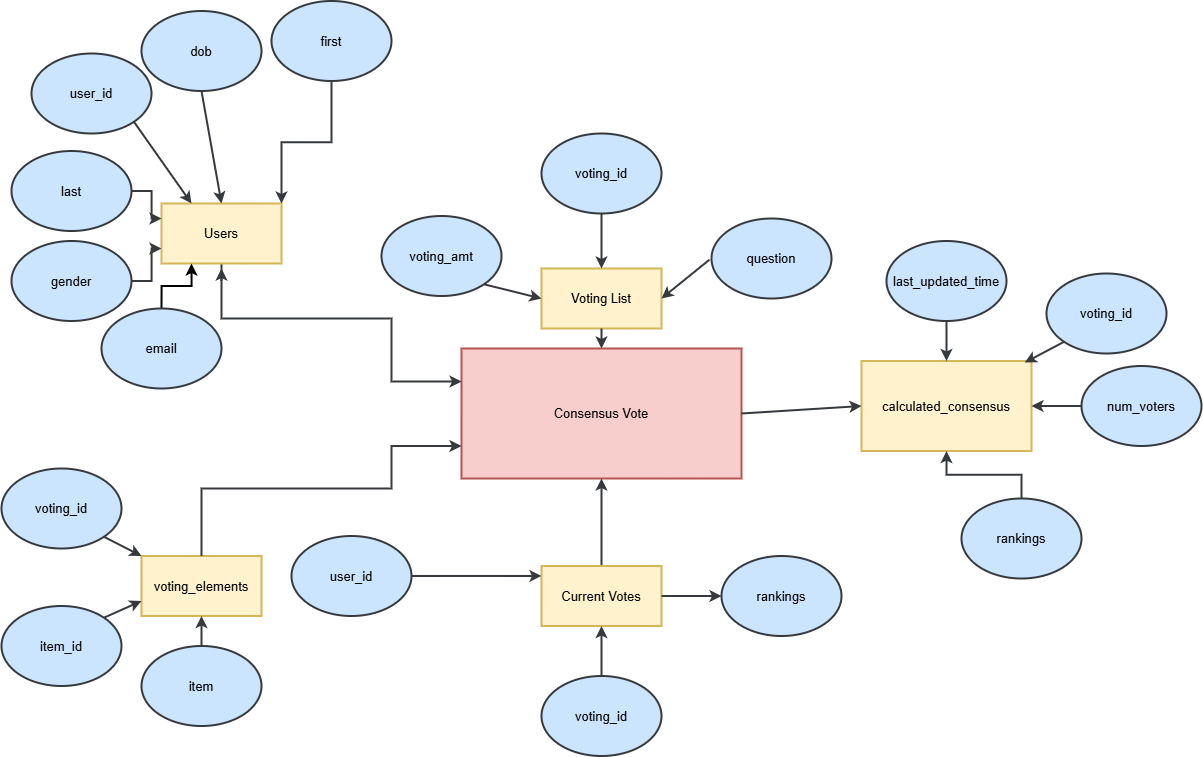 first
dob
user_id
last
Users
gender
email
voting_id
voting_amt
question
Voting List
last_updated_time
voting_id
Consensus Vote
calculated_consensus
num_voters
rankings
voting_id
voting_elements
item_id
item
user_id
Current Votes
rankings
voting_id